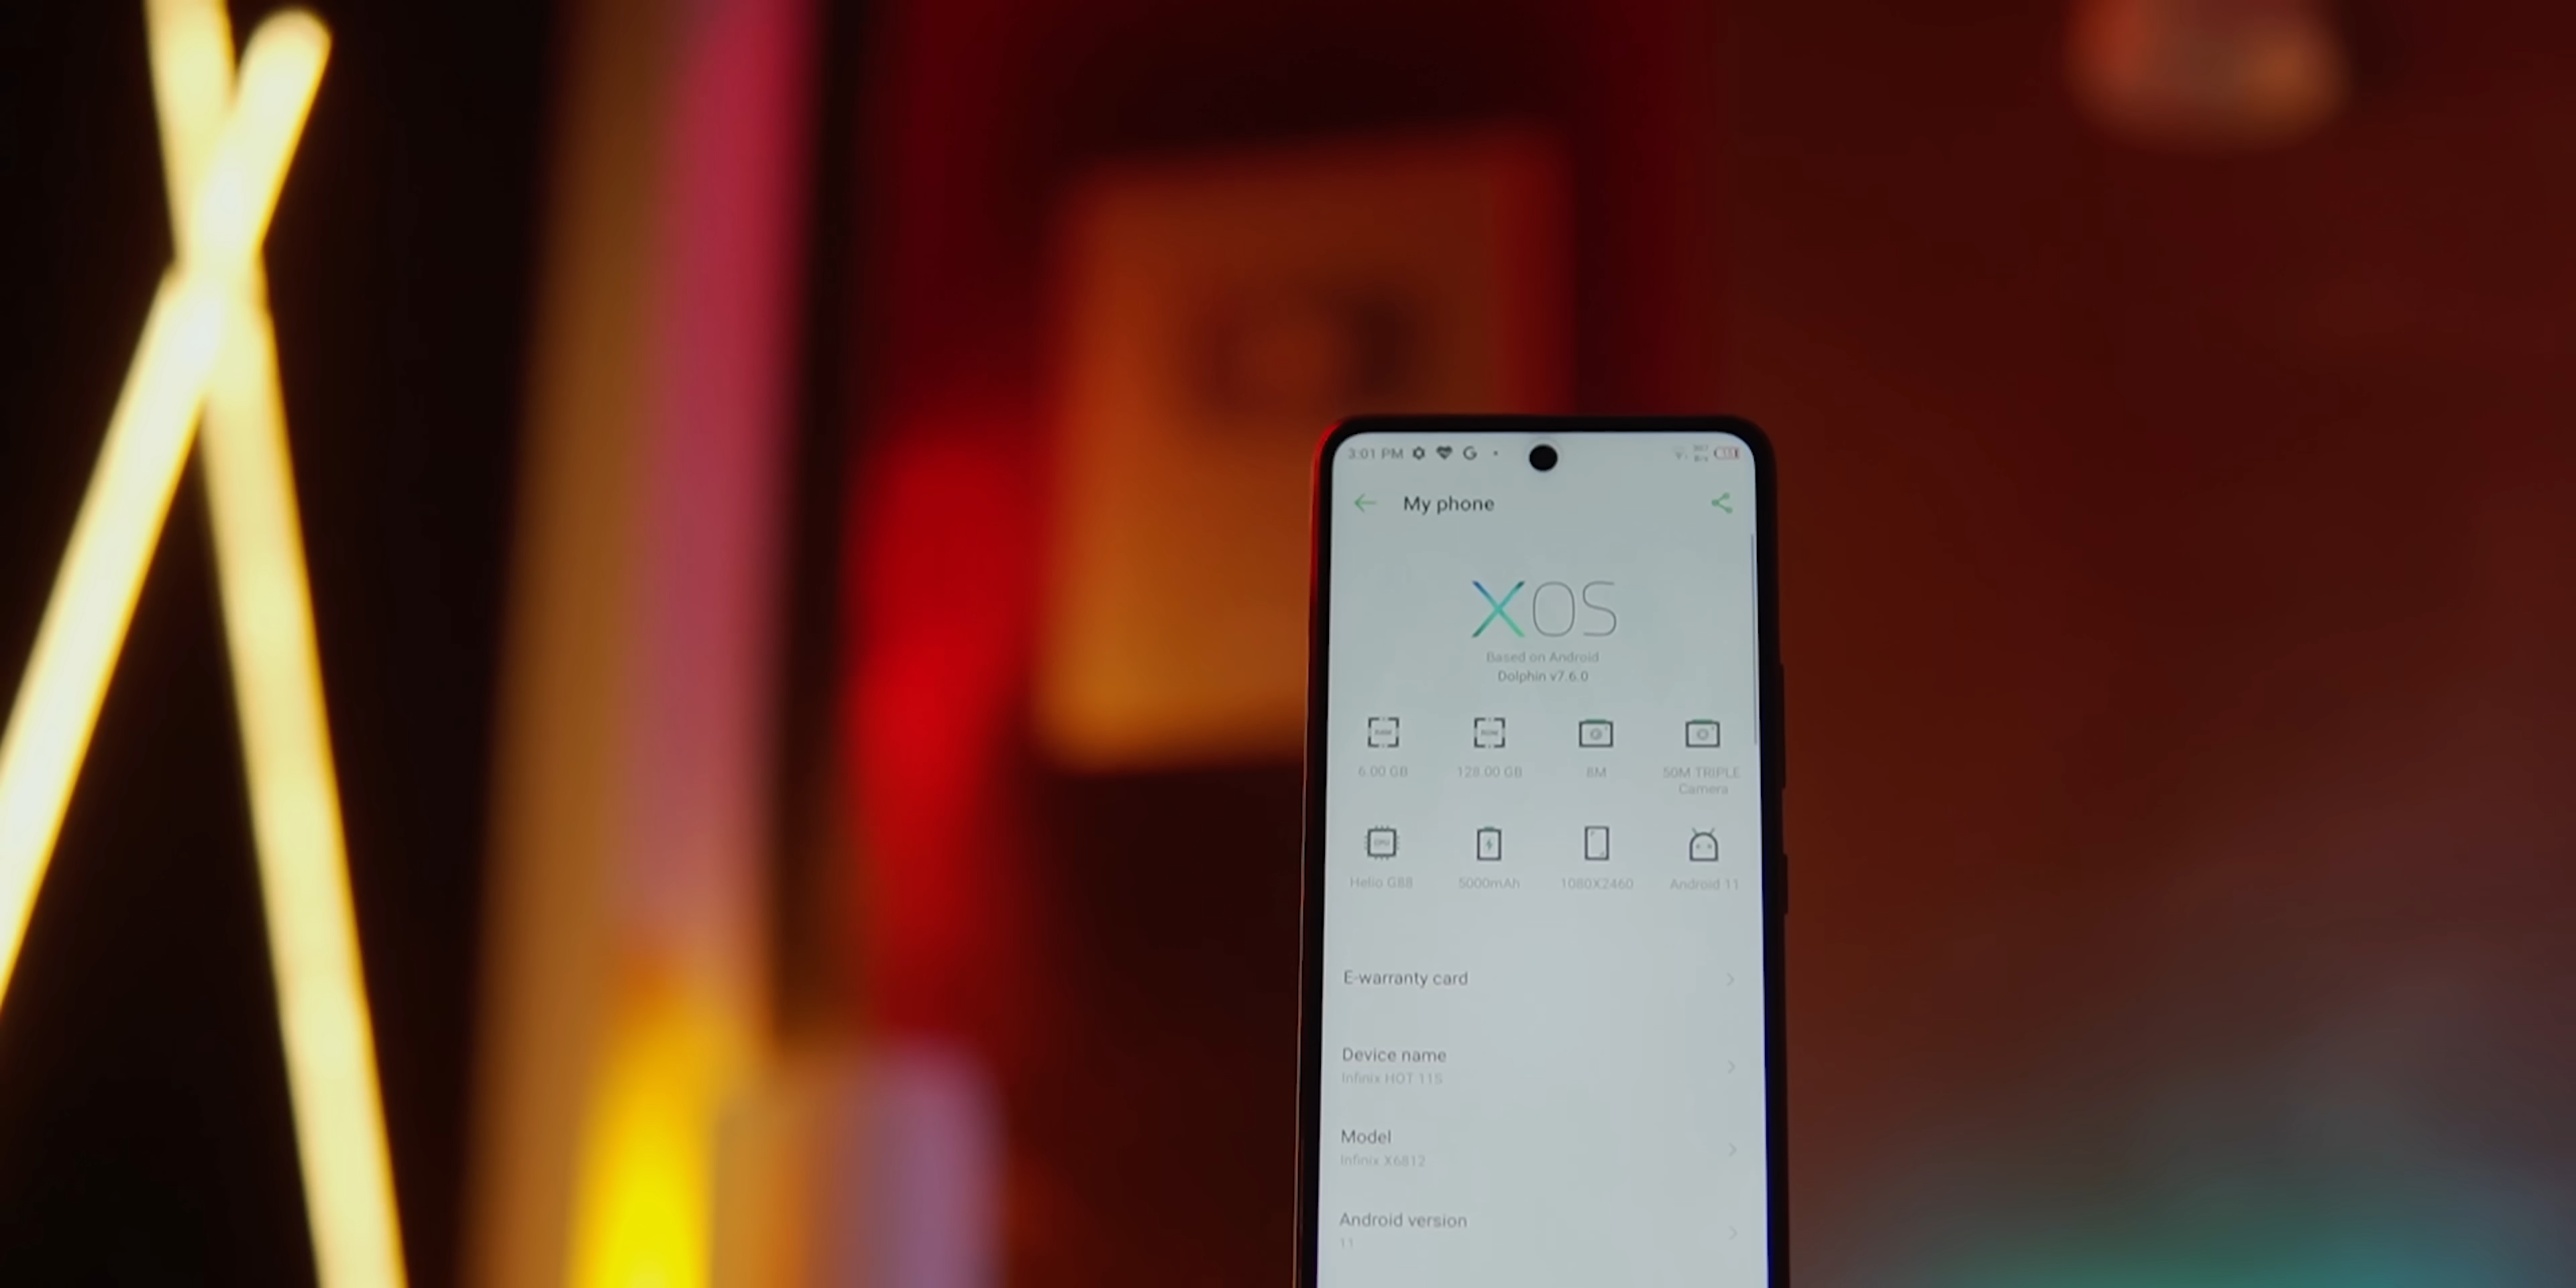 3:01 PM
My phone
XOS
Based on Android
Dolphin v7.6.0
6.00 GB
128.00 GB
8M
50M TRIPLE
Camera
CPU
Helio G88
5000mAh
1080X2460
Android 11
E-warranty card
Device name
Infinix HOT 11S
Model
Infinix X6812
Android version
11